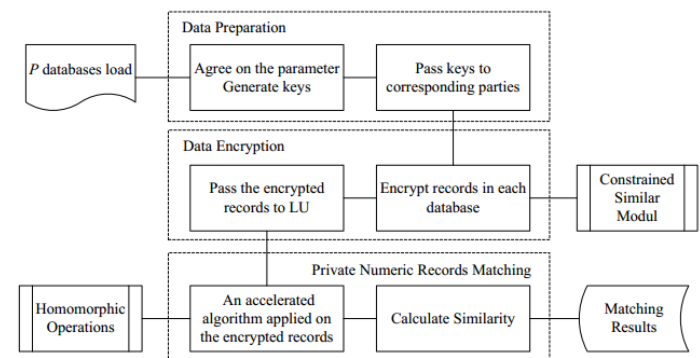 Data Preparation
P databases load
Agree on the parameter
Generate keys
Pass keys to
corresponding parties
Data Encryption
Pass the encrypted
records to LU
Encrypt records in each
database
Constrained
Similar
Modul
Private Numeric Records Matching
Homomorphic
Operations
An accelerated
algorithm applied on
the encrypted records
Calculate Similarity
Matching
Results